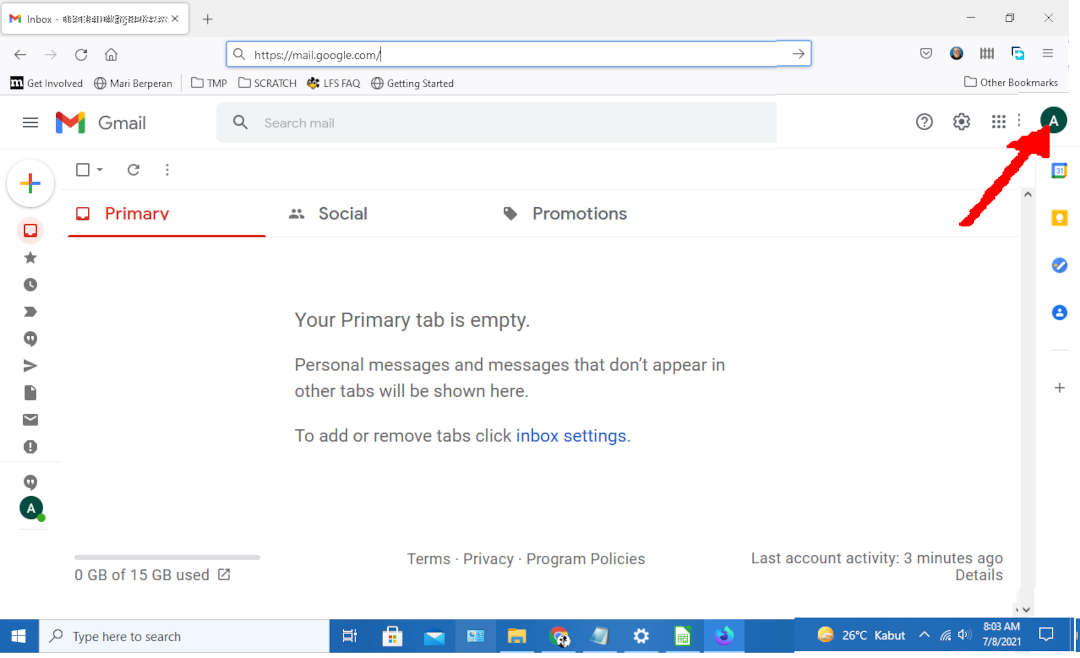 Inbox -
https://mail.google.com/
Get Involved
Mari Berperan
TMP
SCRATCH
LFS FAQ
Getting Started
Other Bookmarks
Gmail
Search mail
A
31
Primary
Social
Promotions
Your Primary tab is empty.
Personal messages and messages that don’t appear in
other tabs will be shown here.
To add or remove tabs click inbox settings.
A
0 GB of 15 GB used
Terms · Privacy · Program Policies
Last account activity: 3 minutes ago
Details
Type here to search
26°C Kabut
8:03 AM
7/8/2021